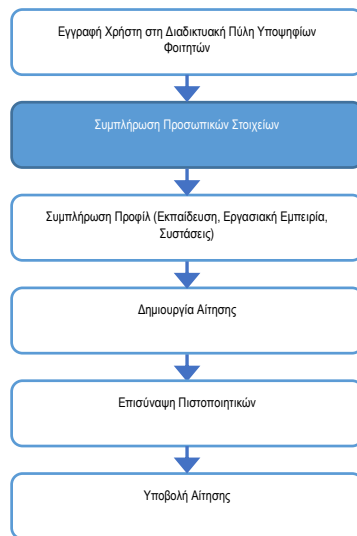 Εγγραφή Χρήστη στη Διαδικτυακή Πύλη Υποψηφίων
Φοιτητών
Συμπλήρωση Προσωπικών Στοιχείων
Συμπλήρωση Προφίλ (Εκπαίδευση, Εργασιακή Εμπειρία,
Συστάσεις)
Δημιουργία Αίτησης
Επισύναψη Πιστοποιητικών
Υποβολή Αίτησης